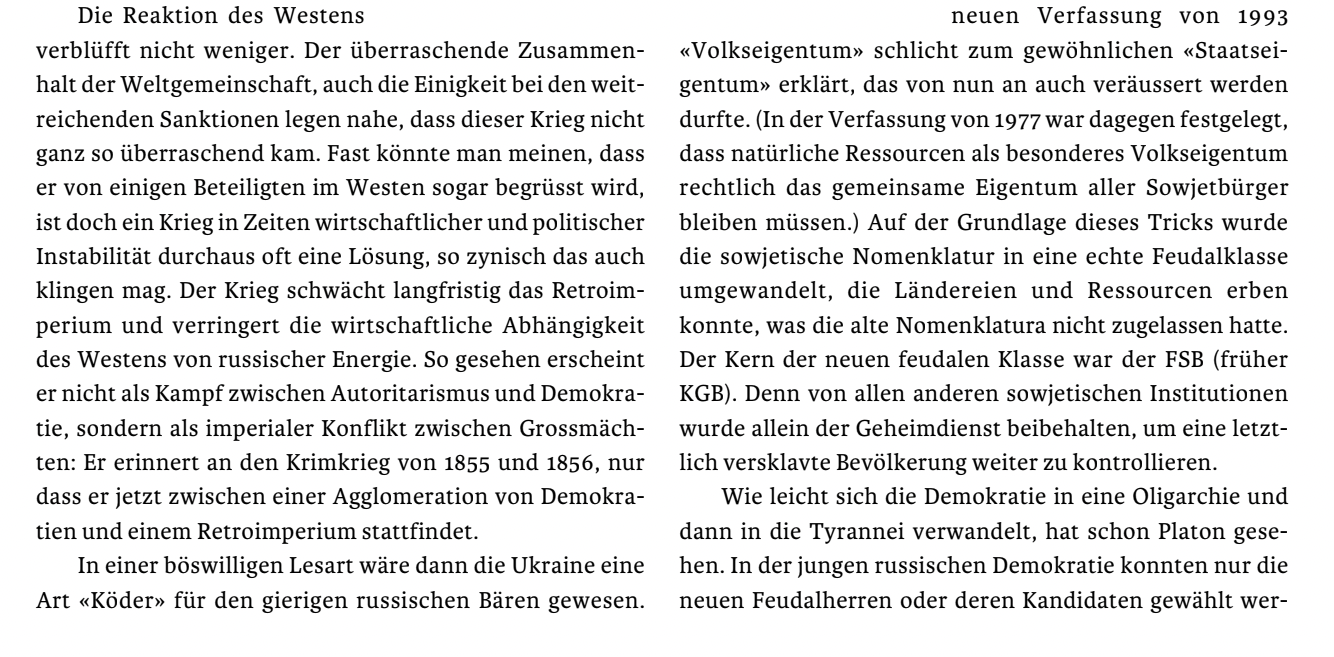 Die Reaktion des Westens
verblüfft nicht weniger. Der überraschende Zusammen-
halt der Weltgemeinschaft, auch die Einigkeit bei den weit-
reichenden Sanktionen legen nahe, dass dieser Krieg nicht
ganz so überraschend kam. Fast könnte man meinen, dass
er von einigen Beteiligten im Westen sogar begrüsst wird,
ist doch ein Krieg in Zeiten wirtschaftlicher und politischer
Instabilität durchaus oft eine Lösung, so zynisch das auch
klingen mag. Der Krieg schwächt langfristig das Retroim-
perium und verringert die wirtschaftliche Abhängigkeit
des Westens von russischer Energie. So gesehen erscheint
er nicht als Kampf zwischen Autoritarismus und Demokra-
tie, sondern als imperialer Konflikt zwischen Grossmäch-
ten: Er erinnert an den Krimkrieg von 1855 und 1856, nur
dass er jetzt zwischen einer Agglomeration von Demokra-
tien und einem Retroimperium stattfindet.
In einer böswilligen Lesart wäre dann die Ukraine eine
Art «Köder» für den gierigen russischen Bären gewesen.
neuen Verfassung von 1993
«Volkseigentum» schlicht zum gewöhnlichen «Staatsei-
gentum» erklärt, das von nun an auch veräussert werden
durfte. (In der Verfassung von 1977 war dagegen festgelegt,
dass natürliche Ressourcen als besonderes Volkseigentum
rechtlich das gemeinsame Eigentum aller Sowjetbürger
bleiben müssen.) Auf der Grundlage dieses Tricks wurde
die sowjetische Nomenklatur in eine echte Feudalklasse
umgewandelt, die Ländereien und Ressourcen erben
konnte, was die alte Nomenklatura nicht zugelassen hatte.
Der Kern der neuen feudalen Klasse war der FSB (früher
KGB). Denn von allen anderen sowjetischen Institutionen
wurde allein der Geheimdienst beibehalten, um eine letzt-
lich versklavte Bevölkerung weiter zu kontrollieren.
Wie leicht sich die Demokratie in eine Oligarchie und
dann in die Tyrannei verwandelt, hat schon Platon gese-
hen. In der jungen russischen Demokratie konnten nur die
neuen Feudalherren oder deren Kandidaten gewählt wer-